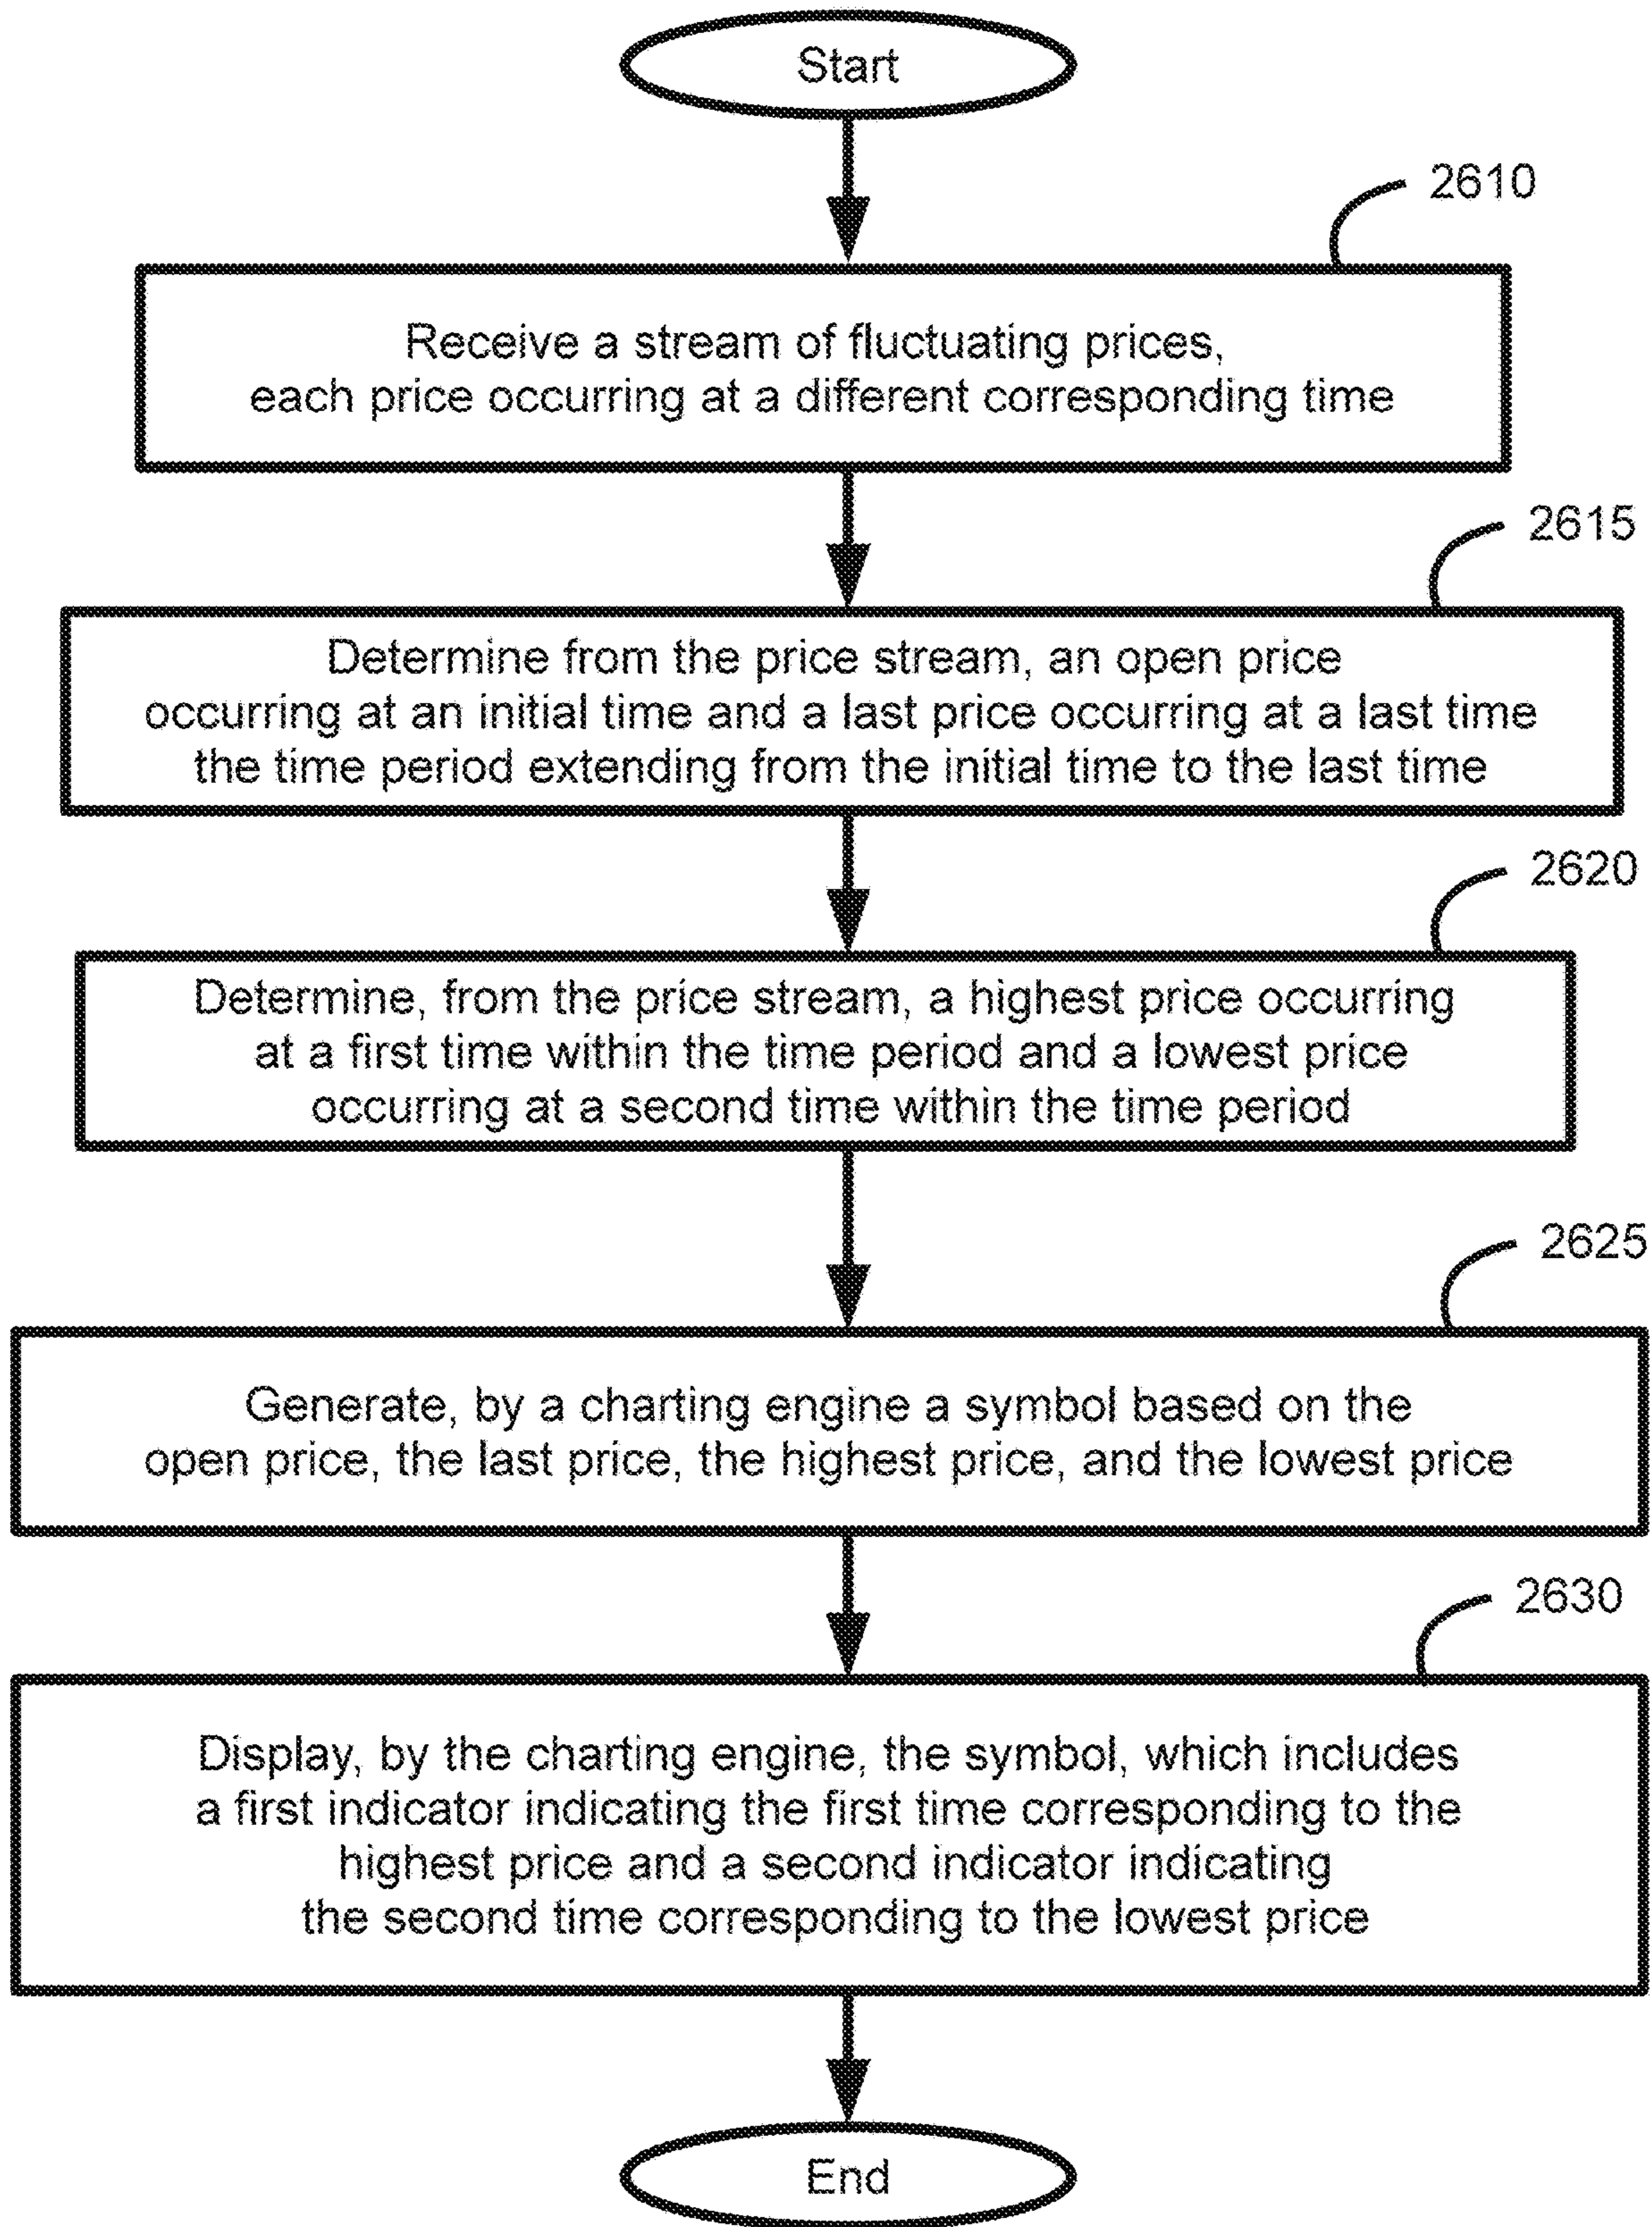 Start
2610
Receive a stream of fluctuating prices,
each price occurring at a different corresponding time
2615
Determine from the price stream, an open price
occurring at an initial time and a last price occurring at a last time
the time period extending from the initial time to the last time
2620
Determine, from the price stream, a highest price occurring
at a first time within the time period and a lowest price
occurring at a second time within the time period
2625
Generate, by a charting engine a symbol based on the
open price, the last price, the highest price, and the lowest price
2630
Display, by the charting engine, the symbol, which includes
a first indicator indicating the first time corresponding to the
highest price and a second indicator indicating
the second time corresponding to the lowest price
End